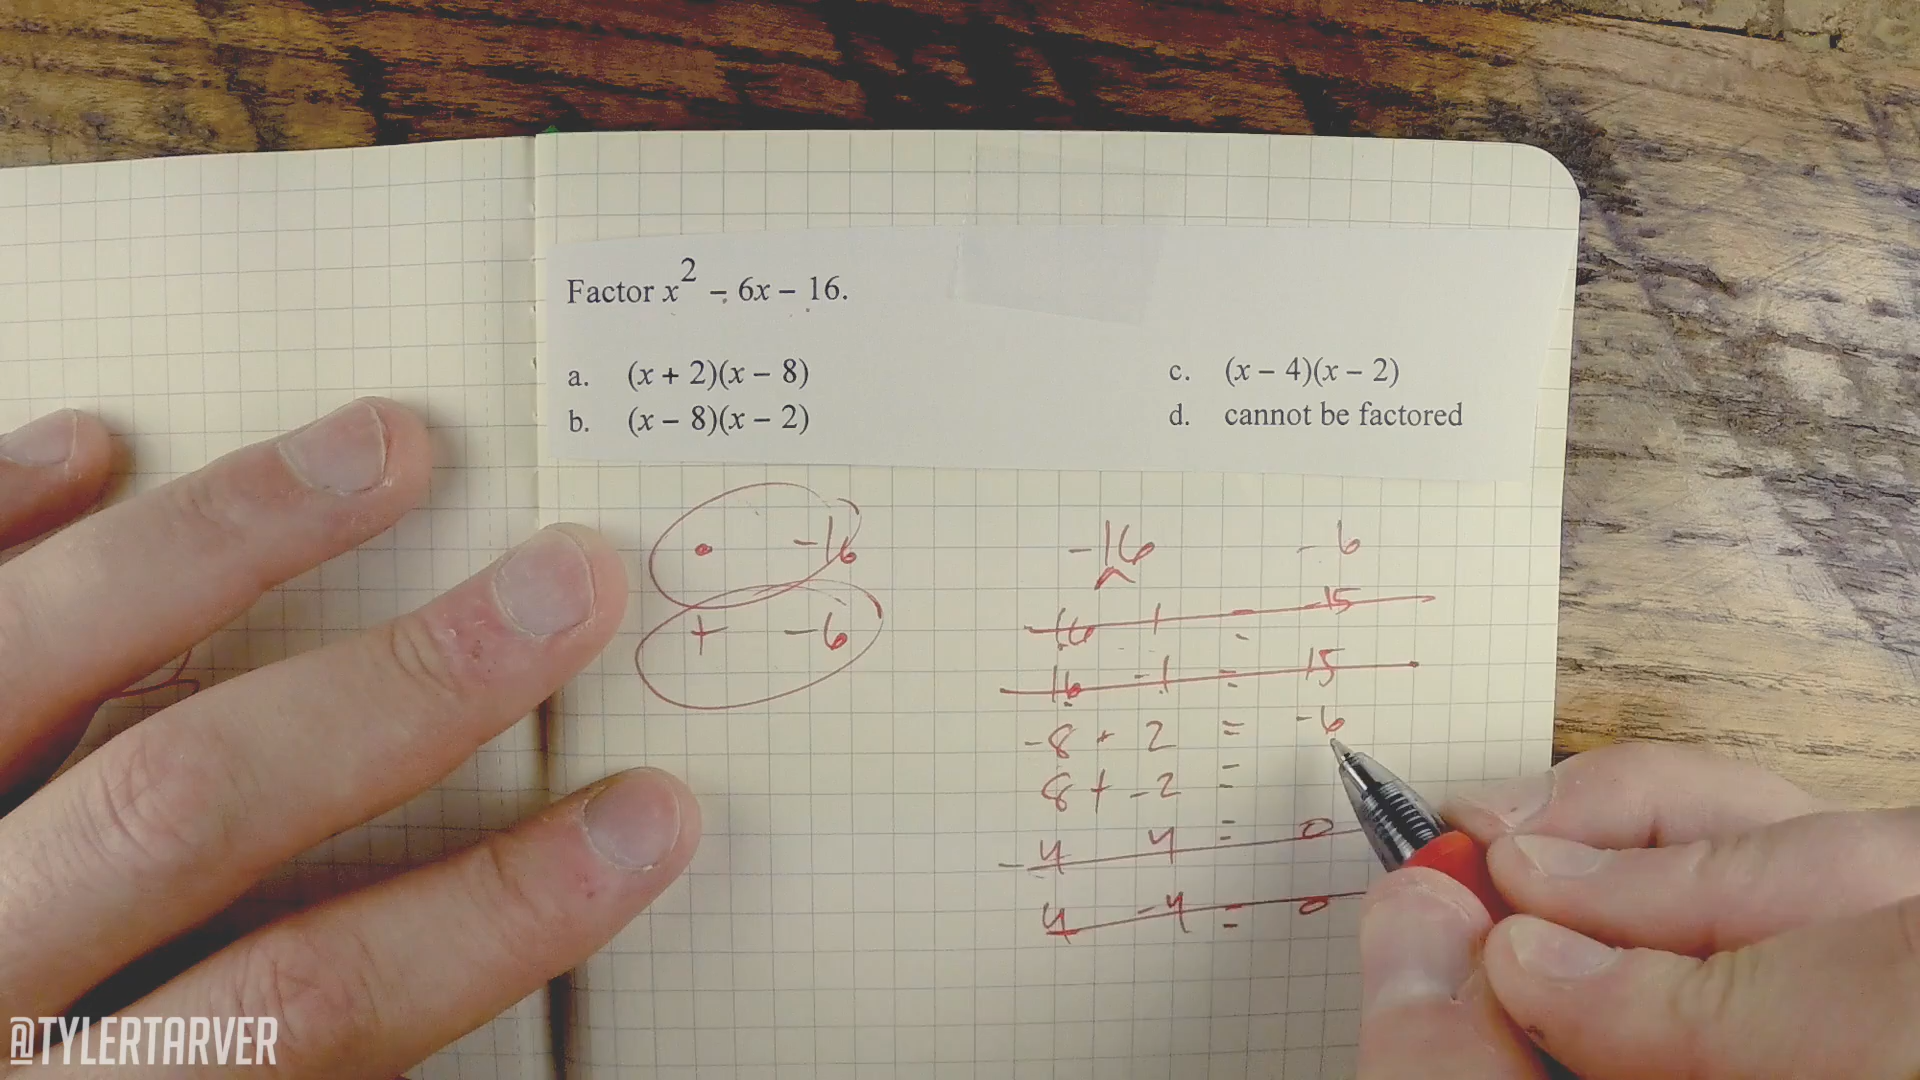 Factor x² – 6x – 16.
a. (x + 2)(x – 8)
b. (x – 8)(x – 2)
c. (x – 4)(x – 2)
d. cannot be factored
• -16
+ -6
-16 -6
-16 1 = -15
16 -1 = 15
-8 + 2 = -6
8 + -2 =
-4 4 = 0
4 -4 = 0
@TYLERTARVER